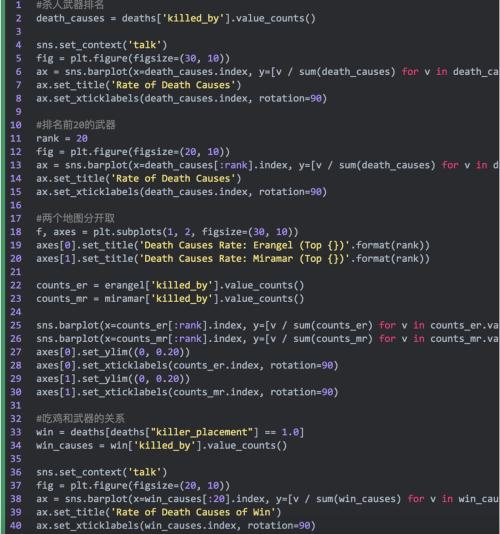 1 #杀人武器排名
2 death_causes = deaths['killed_by'].value_counts()
3
4 sns.set_context('talk')
5 fig = plt.figure(figsize=(30, 10))
6 ax = sns.barplot(x=death_causes.index, y=[v / sum(death_causes) for v in death_ca
7 ax.set_title('Rate of Death Causes')
8 ax.set_xticklabels(death_causes.index, rotation=90)
9
10 #排名前20的武器
11 rank = 20
12 fig = plt.figure(figsize=(20, 10))
13 ax = sns.barplot(x=death_causes[:rank].index, y=[v / sum(death_causes) for v in d
14 ax.set_title('Rate of Death Causes')
15 ax.set_xticklabels(death_causes.index, rotation=90)
16
17 #两个地图分开取
18 f, axes = plt.subplots(1, 2, figsize=(30, 10))
19 axes[0].set_title('Death Causes Rate: Erangel (Top {})'.format(rank))
20 axes[1].set_title('Death Causes Rate: Miramar (Top {})'.format(rank))
21
22 counts_er = erangel['killed_by'].value_counts()
23 counts_mr = miramar['killed_by'].value_counts()
24
25 sns.barplot(x=counts_er[:rank].index, y=[v / sum(counts_er) for v in counts_er.va
26 sns.barplot(x=counts_mr[:rank].index, y=[v / sum(counts_mr) for v in counts_mr.va
27 axes[0].set_ylim((0, 0.20))
28 axes[0].set_xticklabels(counts_er.index, rotation=90)
29 axes[1].set_ylim((0, 0.20))
30 axes[1].set_xticklabels(counts_mr.index, rotation=90)
31
32 #吃鸡和武器的关系
33 win = deaths[deaths["killer_placement"] == 1.0]
34 win_causes = win['killed_by'].value_counts()
35
36 sns.set_context('talk')
37 fig = plt.figure(figsize=(20, 10))
38 ax = sns.barplot(x=win_causes[:20].index, y=[v / sum(win_causes) for v in win_cau
39 ax.set_title('Rate of Death Causes of Win')
40 ax.set_xticklabels(win_causes.index, rotation=90)